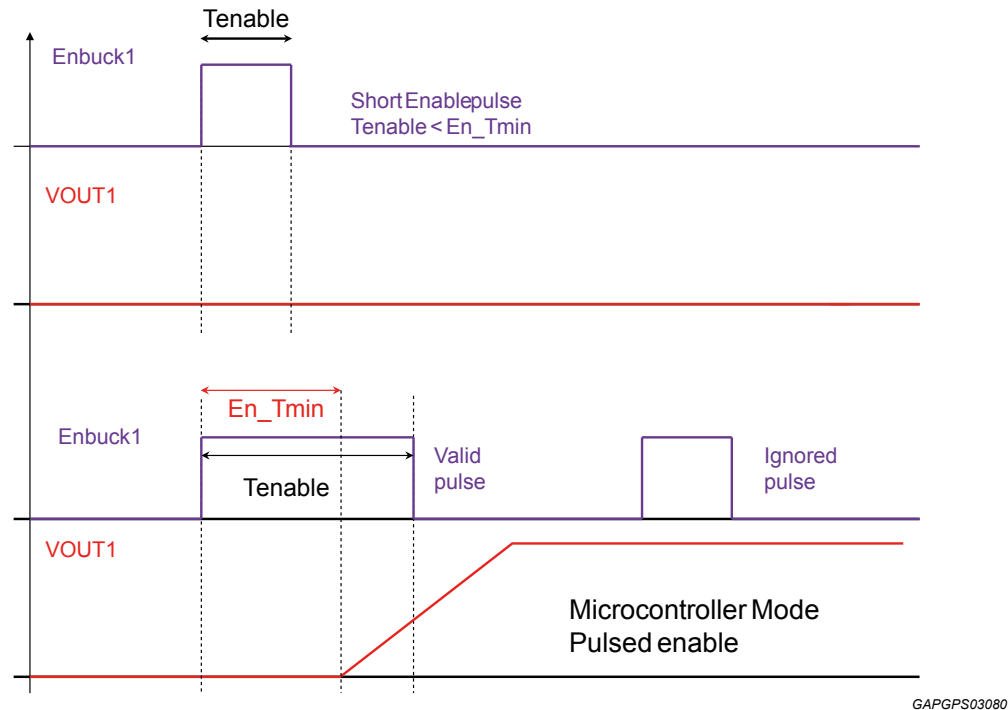 Tenable
Enbuck1
Short Enablepulse
Tenable < En_Tmin
VOUT1
En_Tmin
Enbuck1
Tenable
Valid
pulse
Ignored
pulse
VOUT1
Microcontroller Mode
Pulsed enable
GAPGPS03080